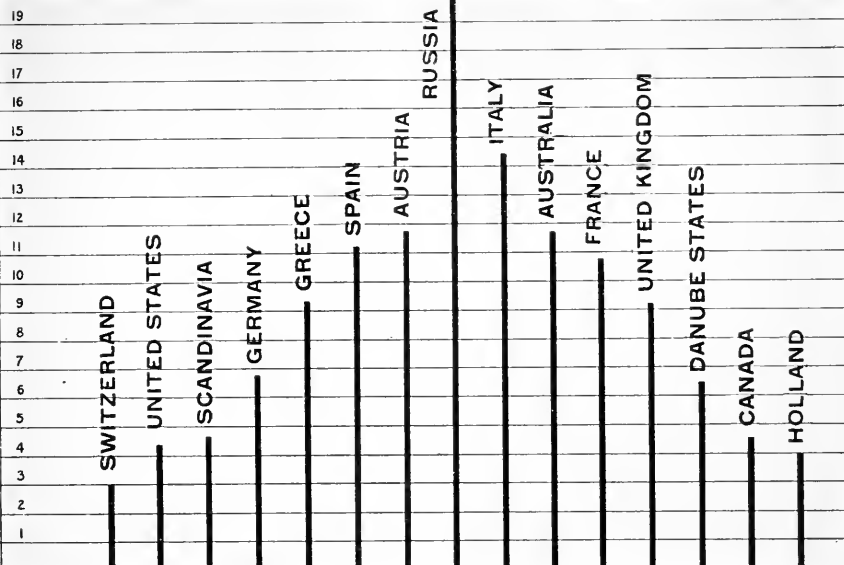 19
18
17
16
15
14
13
12
11
10
9
8
7
6
5
4
3
2
1
SWITZERLAND
UNITED STATES
SCANDINAVIA
GERMANY
GREECE
SPAIN
AUSTRIA
RUSSIA
ITALY
AUSTRALIA
FRANCE
UNITED KINGDOM
DANUBE STATES
CANADA
HOLLAND